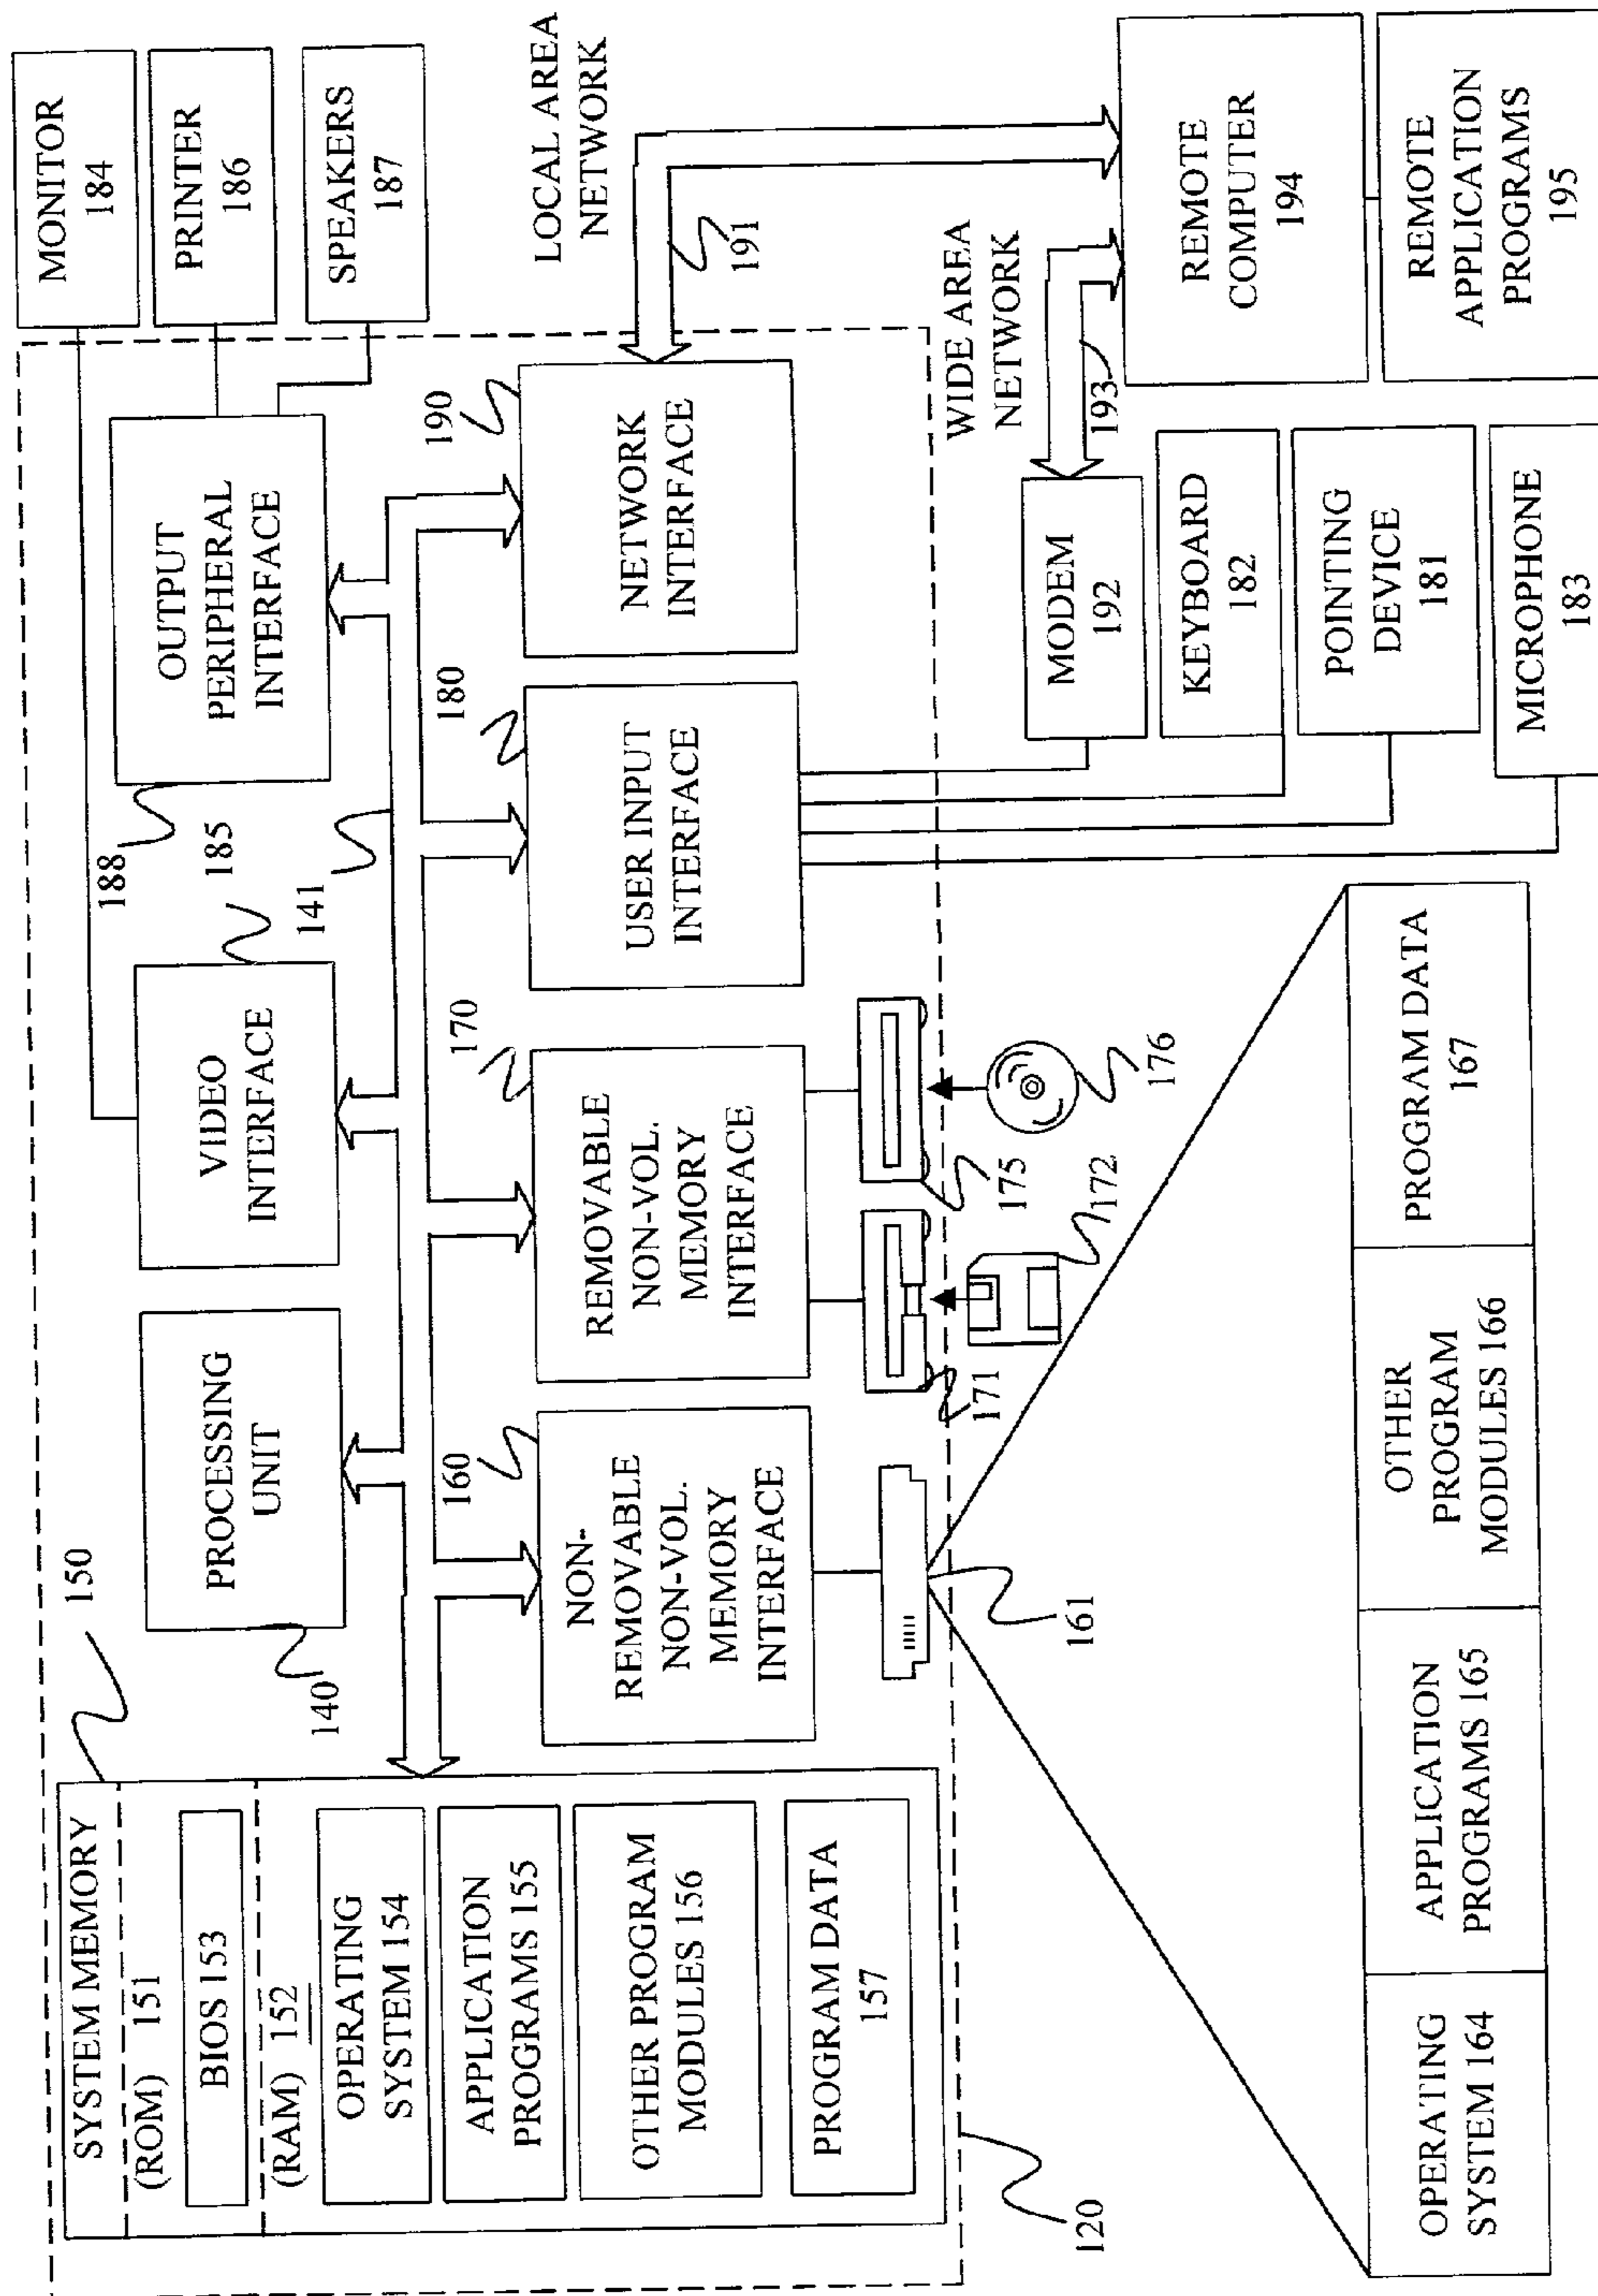 SYSTEM MEMORY
(ROM) 151
BIOS 153
(RAM) 152
OPERATING
SYSTEM 154
APPLICATION
PROGRAMS 155
OTHER PROGRAM
MODULES 156
PROGRAM DATA
157
120
150
140
PROCESSING
UNIT
VIDEO
INTERFACE
188
185
141
OUTPUT
PERIPHERAL
INTERFACE
MONITOR
184
PRINTER
186
SPEAKERS
187
160
NON-
REMOVABLE
NON-VOL.
MEMORY
INTERFACE
170
REMOVABLE
NON-VOL.
MEMORY
INTERFACE
180
USER INPUT
INTERFACE
190
NETWORK
INTERFACE
LOCAL AREA
NETWORK
191
161
171
172
175
176
WIDE AREA
NETWORK
193
MODEM
192
KEYBOARD
182
POINTING
DEVICE
181
MICROPHONE
183
REMOTE
COMPUTER
194
REMOTE
APPLICATION
PROGRAMS
195
OPERATING
SYSTEM 164
APPLICATION
PROGRAMS 165
OTHER
PROGRAM
MODULES 166
PROGRAM DATA
167